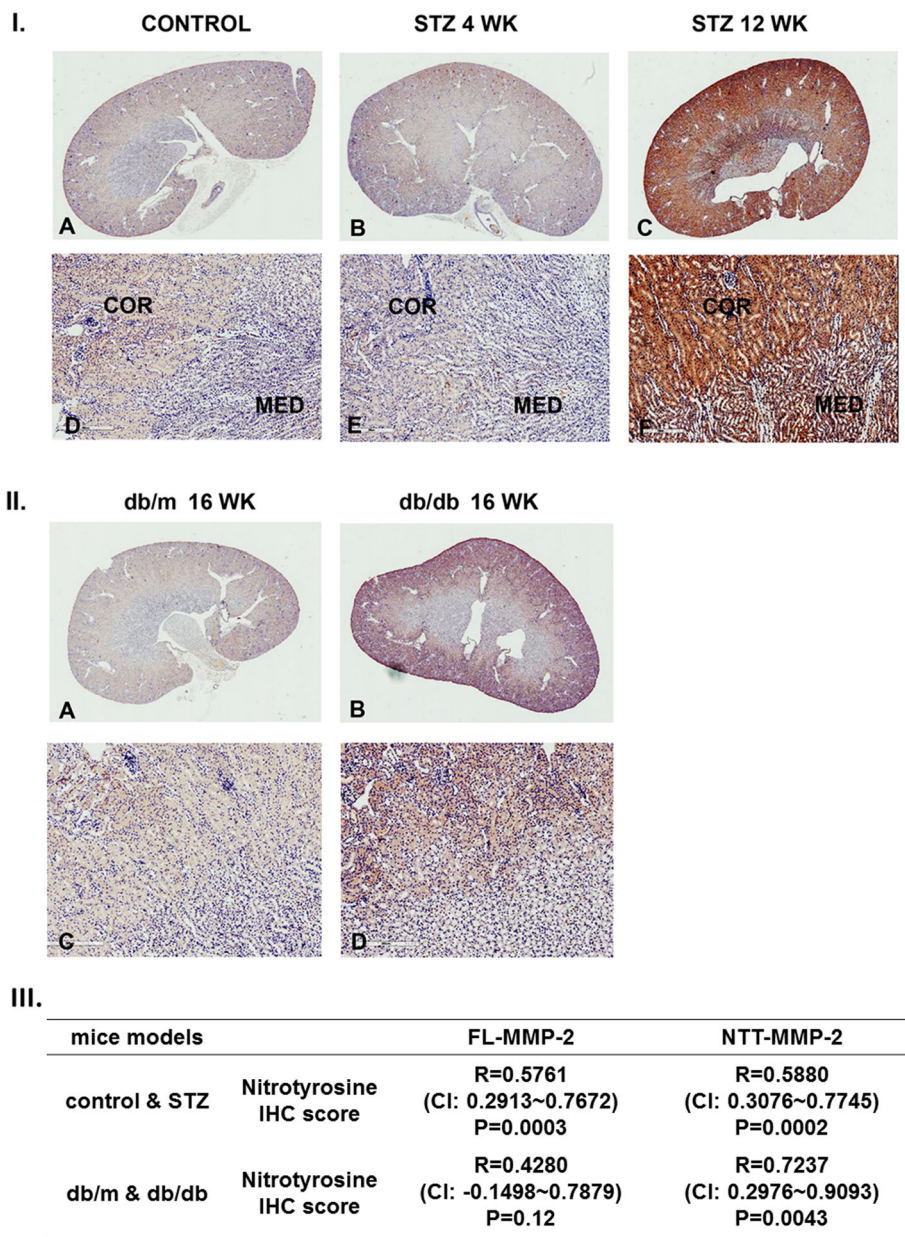 I.
CONTROL STZ 4 WK STZ 12 WK
A B C
COR COR COR
MED MED MED
D E F
II.
db/m 16 WK db/db 16 WK
A B
C D
III.
mice models FL-MMP-2 NTT-MMP-2
control & STZ Nitrotyrosine IHC score R=0.5761 (CI: 0.2913~0.7672) P=0.0003 R=0.5880 (CI: 0.3076~0.7745) P=0.0002
db/m & db/db Nitrotyrosine IHC score R=0.4280 (CI: -0.1498~0.7879) P=0.12 R=0.7237 (CI: 0.2976~0.9093) P=0.0043